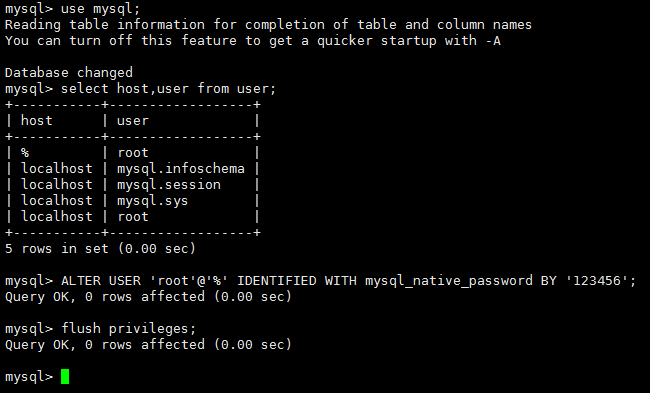 mysql> use mysql;
Reading table information for completion of table and column names
You can turn off this feature to get a quicker startup with -A
Database changed
mysql> select host,user from user;
+-----------+------------------+
| host      | user             |
+-----------+------------------+
| %         | root             |
| localhost | mysql.infoschema |
| localhost | mysql.session    |
| localhost | mysql.sys        |
| localhost | root             |
+-----------+------------------+
5 rows in set (0.00 sec)
mysql> ALTER USER 'root'@'%' IDENTIFIED WITH mysql_native_password BY '123456';
Query OK, 0 rows affected (0.00 sec)
mysql> flush privileges;
Query OK, 0 rows affected (0.00 sec)
mysql>